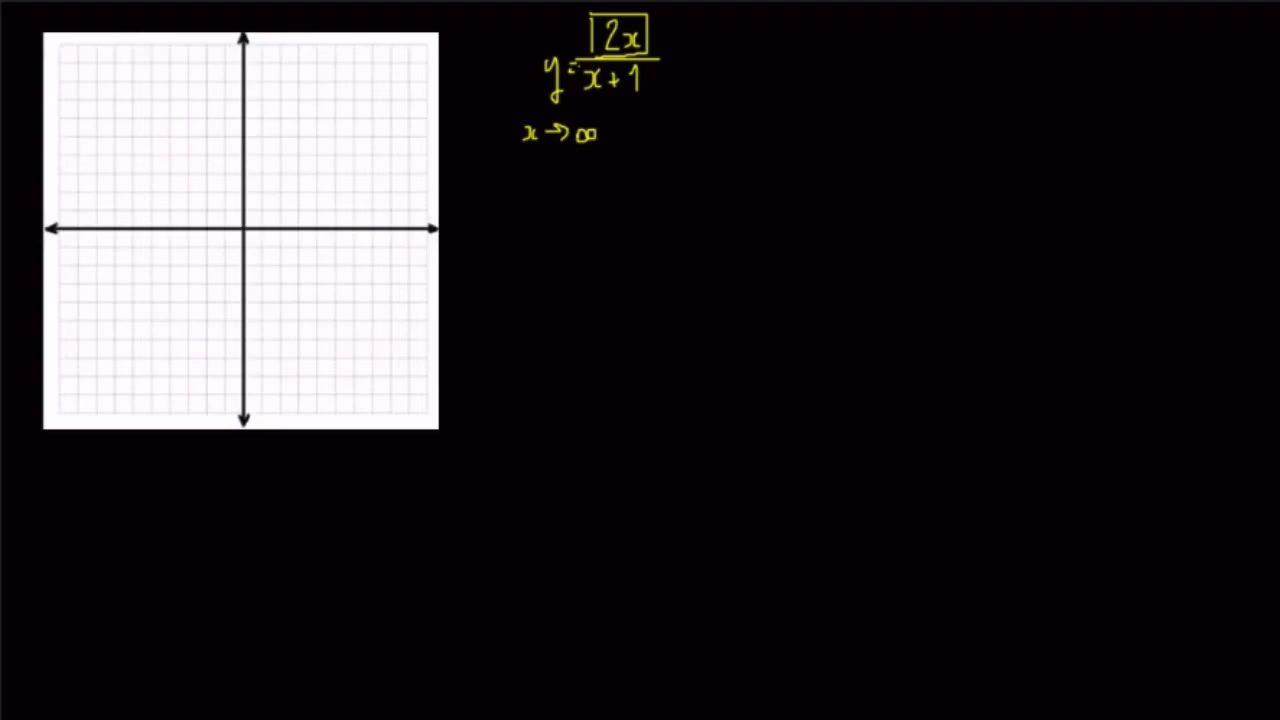 y = 2x / x + 1
x → ∞